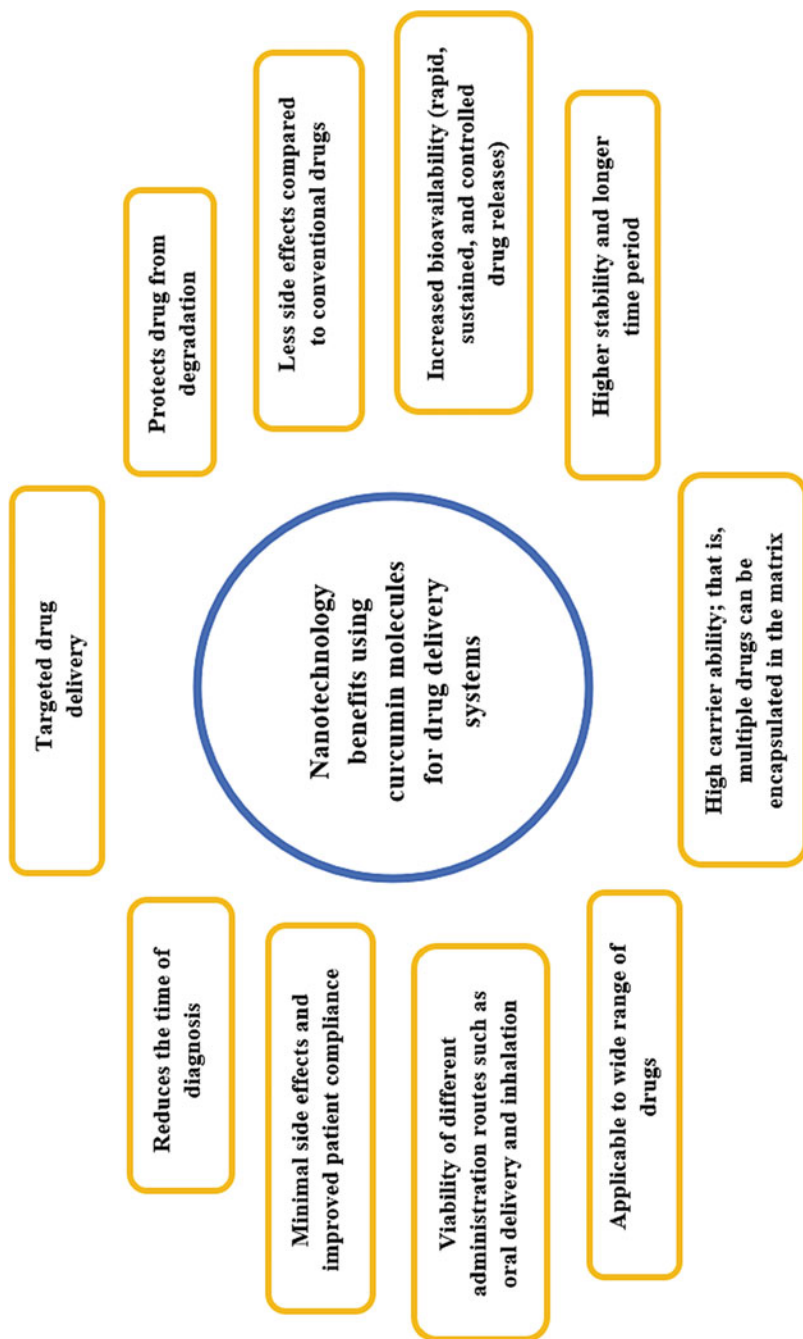 Targeted drug
delivery
Protects drug from
degradation
Less side effects compared
to conventional drugs
Increased bioavailability (rapid,
sustained, and controlled
drug releases)
Higher stability and longer
time period
High carrier ability; that is,
multiple drugs can be
encapsulated in the matrix
Applicable to wide range of
drugs
Viability of different
administration routes such as
oral delivery and inhalation
Minimal side effects and
improved patient compliance
Reduces the time of
diagnosis
Nanotechnology
benefits using
curcumin molecules
for drug delivery
systems